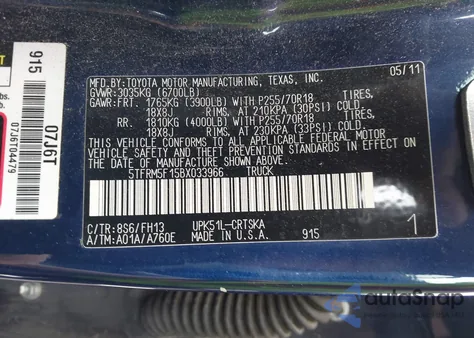 MFD. BY: TOYOTA MOTOR MANUFACTURING, TEXAS, INC. 05/11
GVWR: 3035KG (6700LB)
GAWR: FRT. 1765KG (3900LB) WITH P255/70R18 TIRES,
18X8J RIMS, AT 210KPA (30PSI) COLD.
RR. 1810KG (4000LB) WITH P255/70R18 TIRES,
18X8J RIMS, AT 230KPA (33PSI) COLD.
THIS VEHICLE CONFORMS TO ALL APPLICABLE FEDERAL MOTOR
VEHICLE SAFETY STANDARDS IN EFFECT ON THE DATE OF
MANUFACTURE SHOWN ABOVE.
5TFRM5F15BX033966 TRUCK
C/TR: 8S6/FH13 UPK51L-CRTSKA
A/TM: A01A/A760E MADE IN U.S.A. 915
1
915
07J6T
07J6T04479
autoSnap